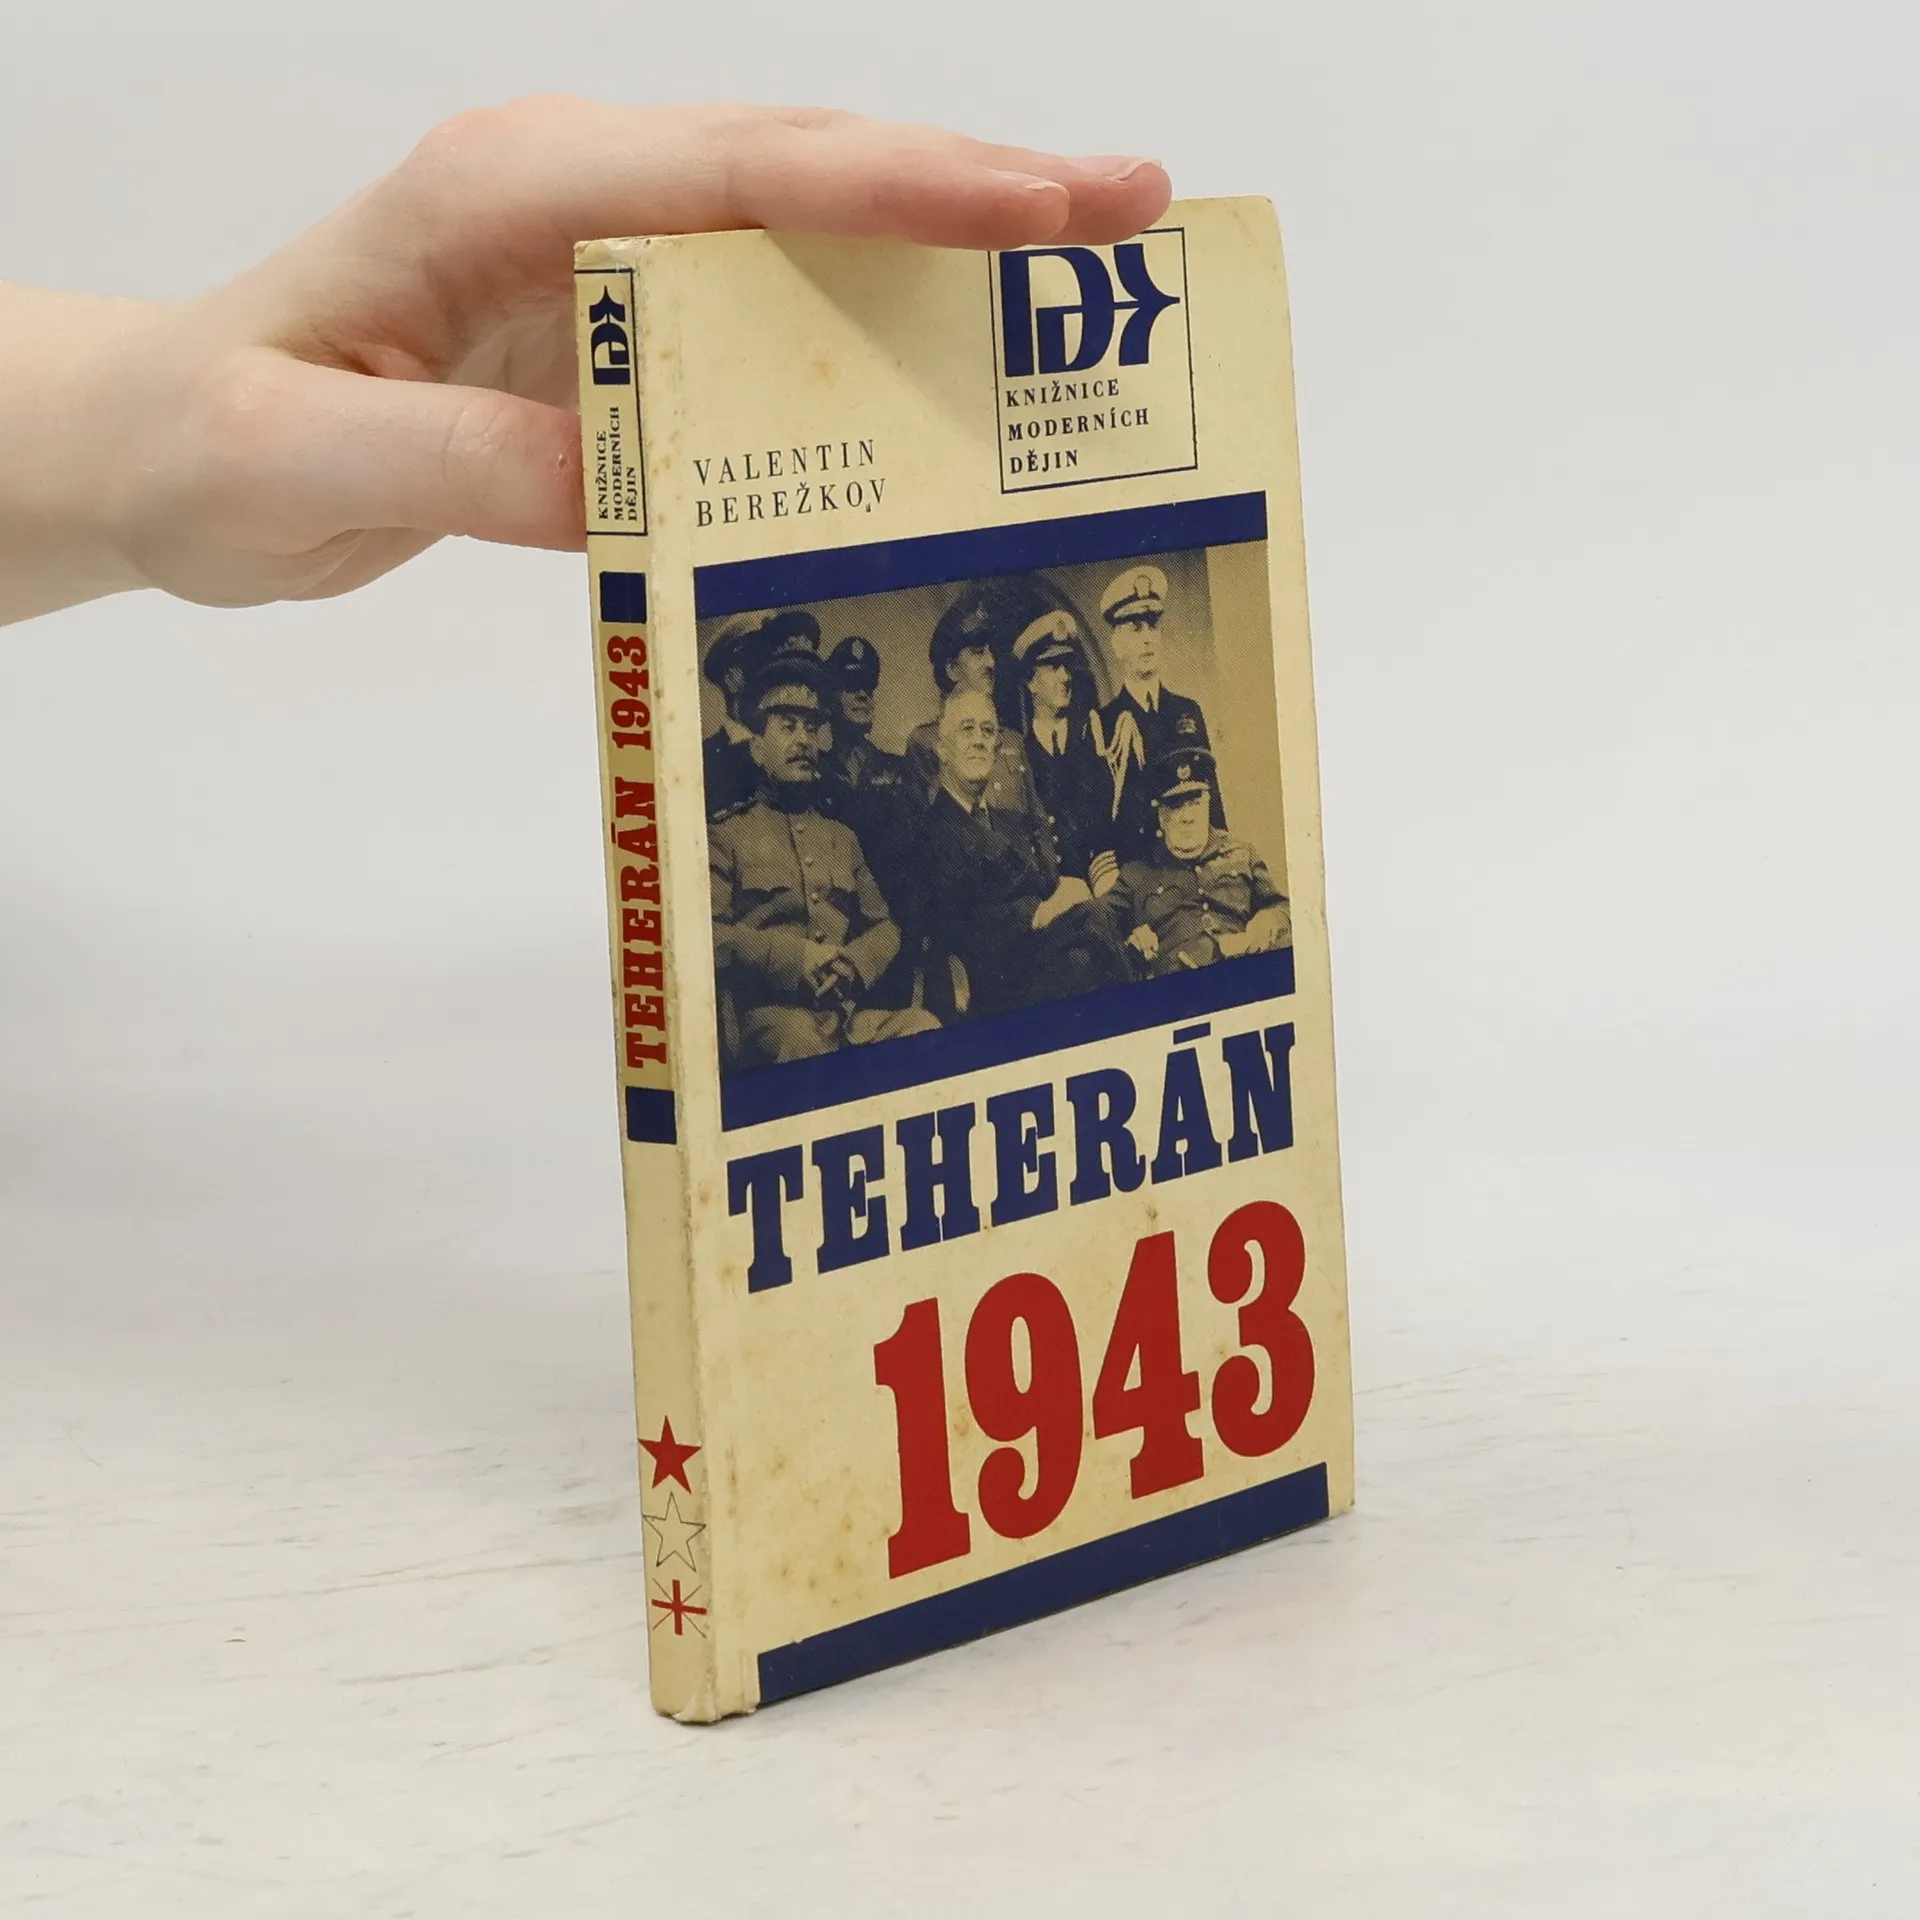 KNIŽNICE
MODERNÍCH
DĚJIN
TEHERÁN 1943
KNIŽNICE
MODERNÍCH
DĚJIN
VALENTIN
BEREŽKOV
TEHERÁN
1943